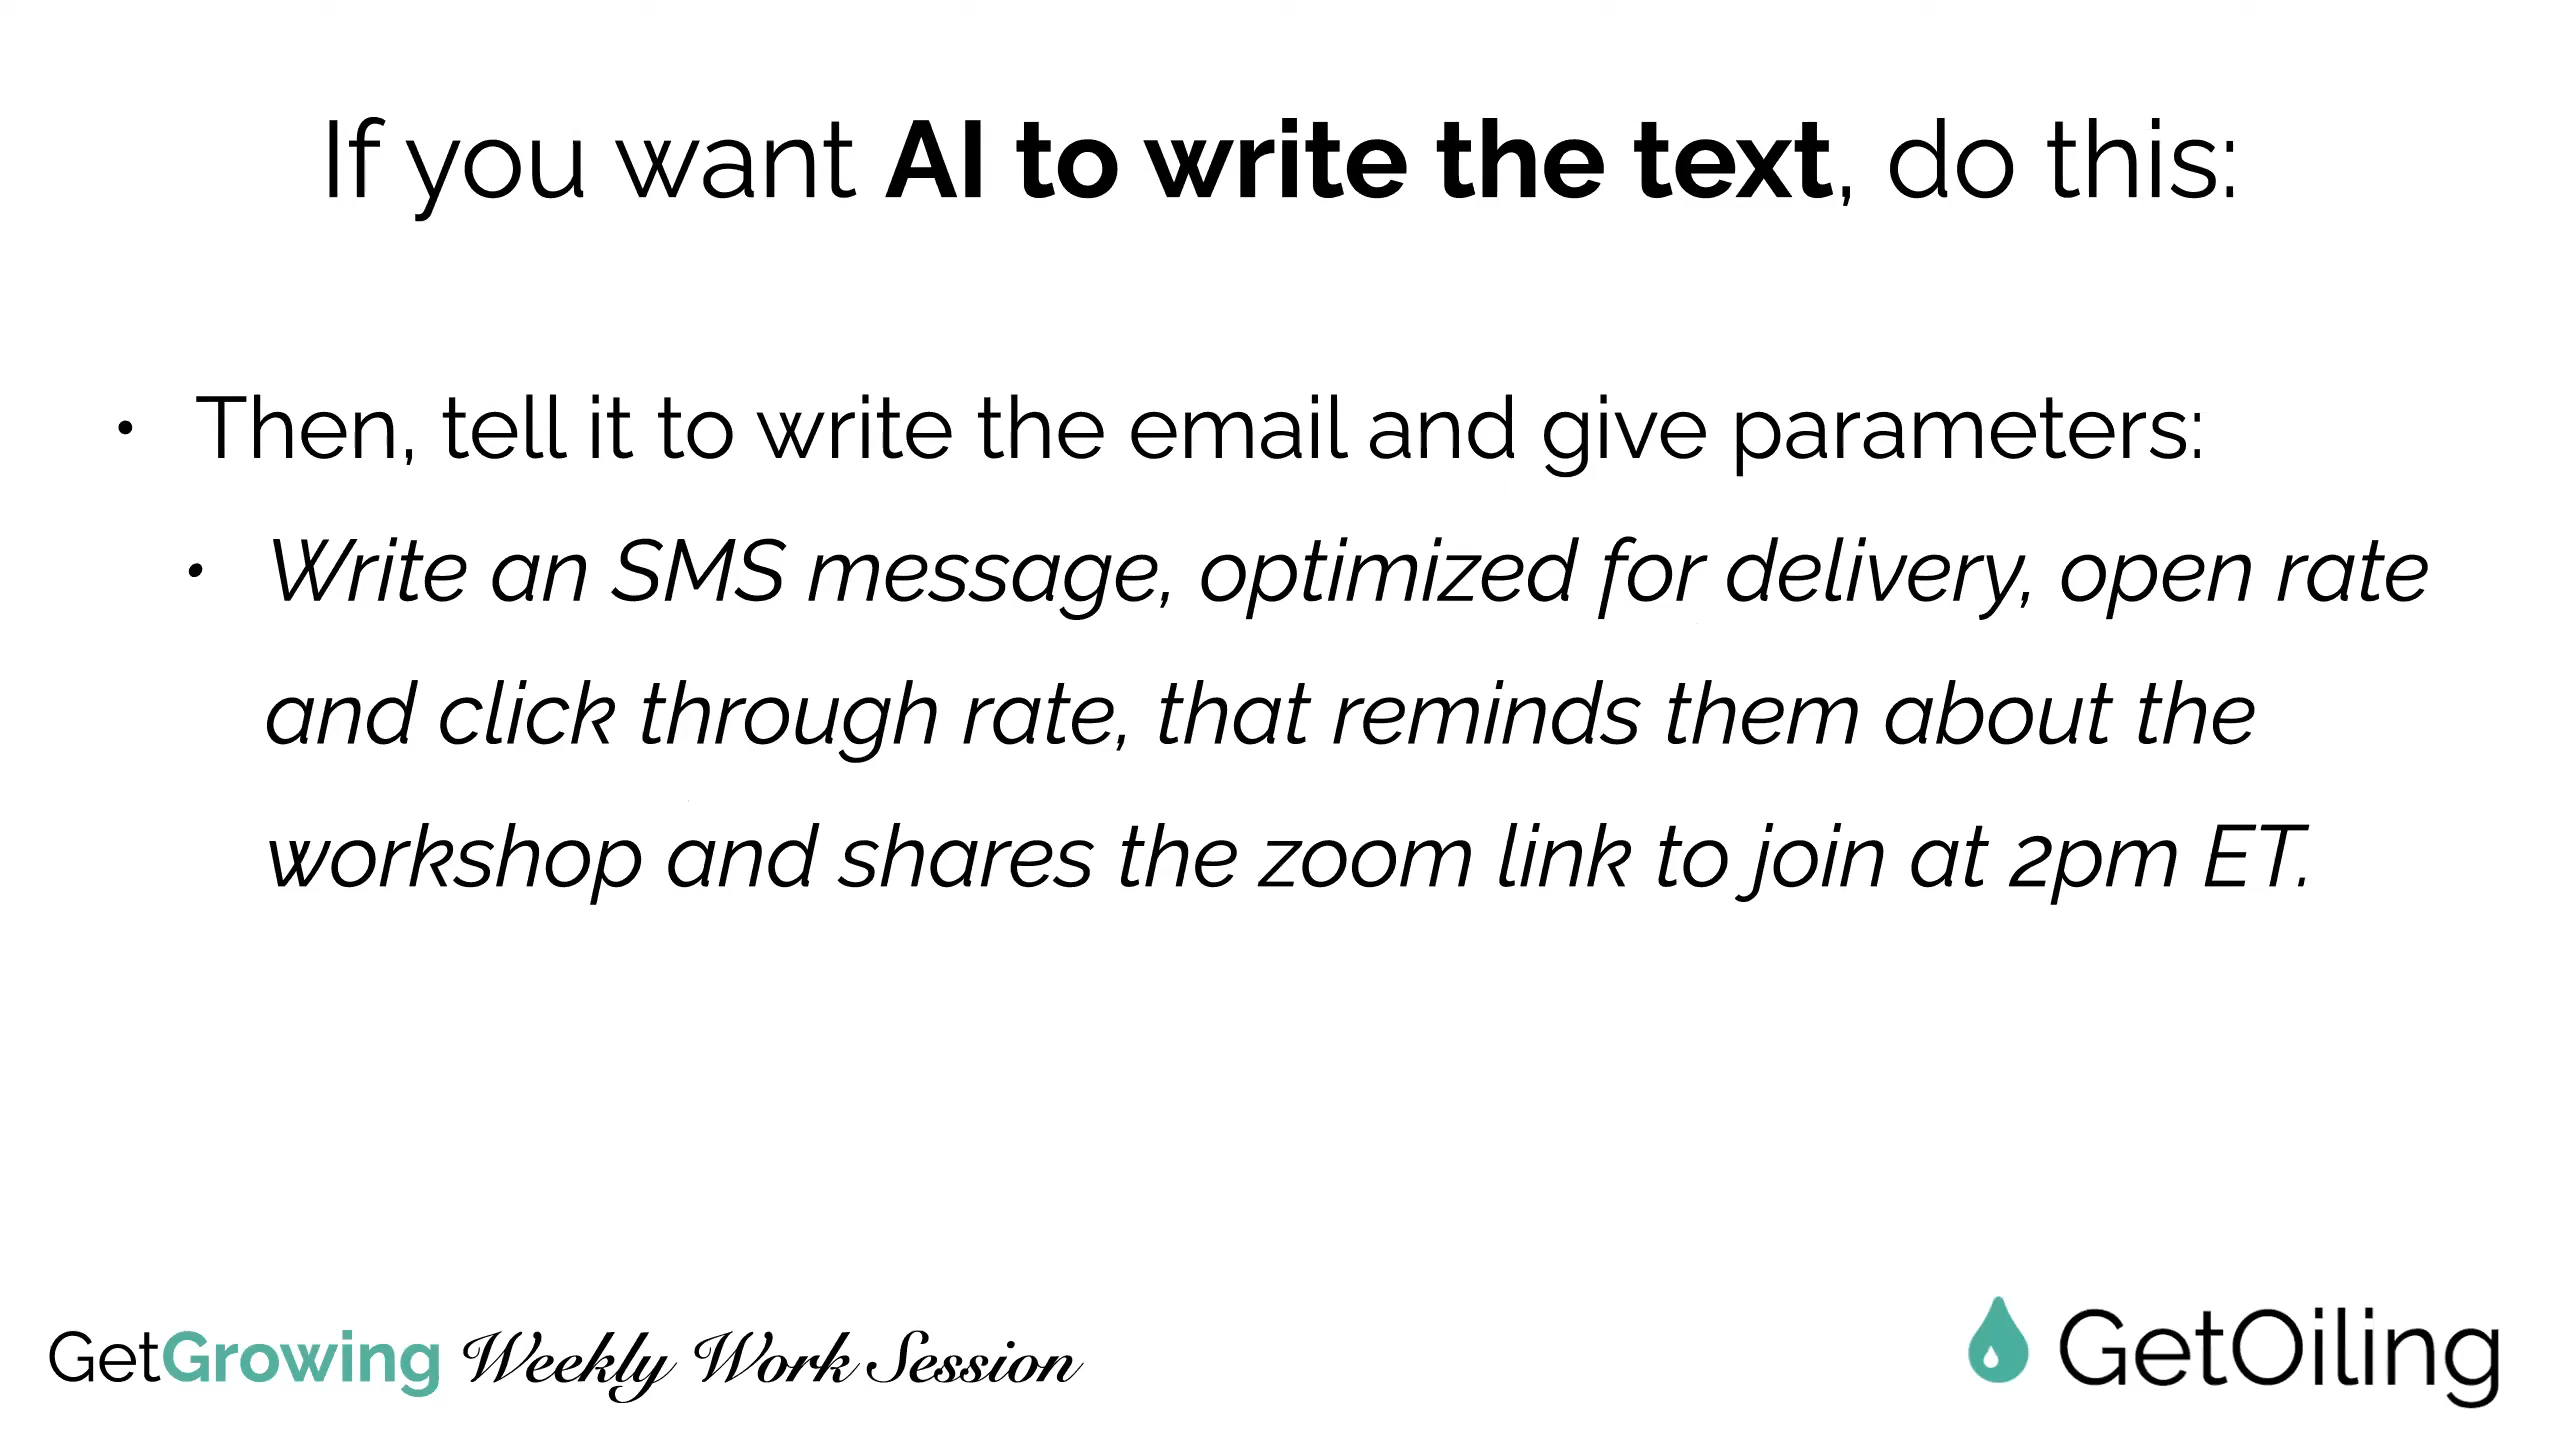 If you want AI to write the text, do this:
• Then, tell it to write the email and give parameters:
• Write an SMS message, optimized for delivery, open rate
and click through rate, that reminds them about the
workshop and shares the zoom link to join at 2pm ET.
GetGrowing Weekly Work Session
GetOiling